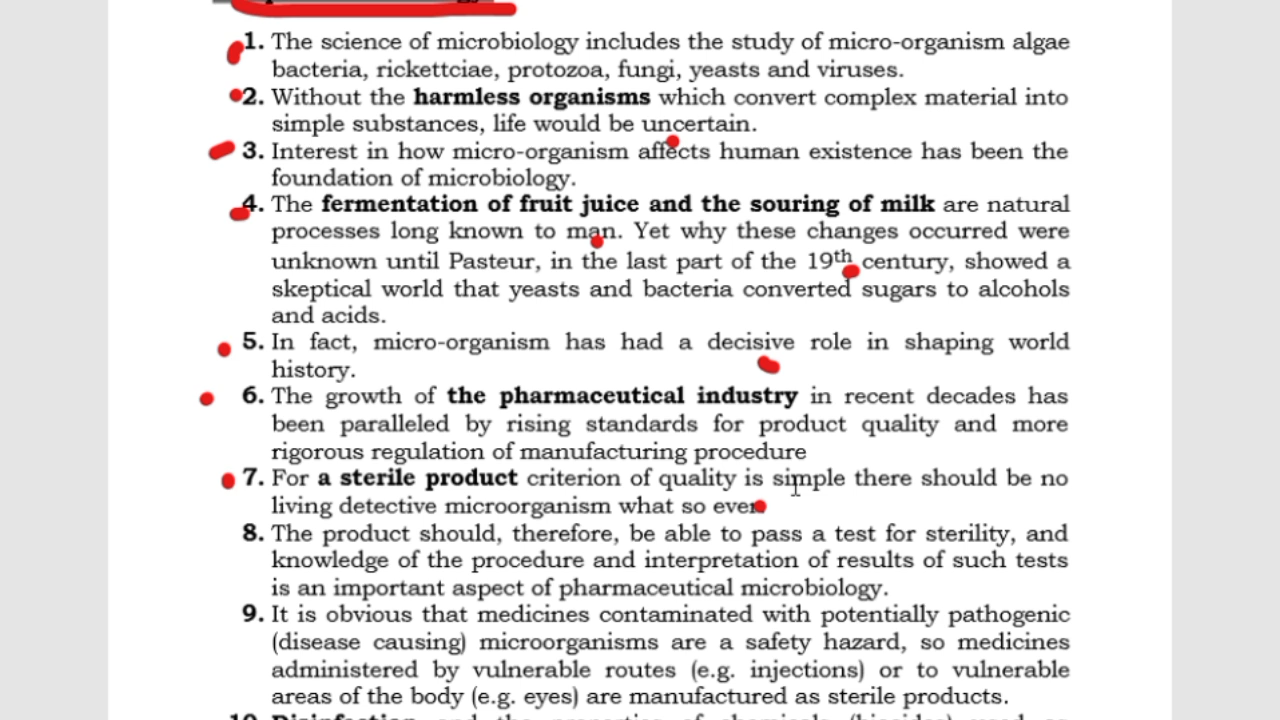 1. The science of microbiology includes the study of micro-organism algae
bacteria, rickettciae, protozoa, fungi, yeasts and viruses.
2. Without the harmless organisms which convert complex material into
simple substances, life would be uncertain.
3. Interest in how micro-organism affects human existence has been the
foundation of microbiology.
4. The fermentation of fruit juice and the souring of milk are natural
processes long known to man. Yet why these changes occurred were
unknown until Pasteur, in the last part of the 19th century, showed a
skeptical world that yeasts and bacteria converted sugars to alcohols
and acids.
5. In fact, micro-organism has had a decisive role in shaping world
history.
6. The growth of the pharmaceutical industry in recent decades has
been paralleled by rising standards for product quality and more
rigorous regulation of manufacturing procedure
7. For a sterile product criterion of quality is simple there should be no
living detective microorganism what so ever
8. The product should, therefore, be able to pass a test for sterility, and
knowledge of the procedure and interpretation of results of such tests
is an important aspect of pharmaceutical microbiology.
9. It is obvious that medicines contaminated with potentially pathogenic
(disease causing) microorganisms are a safety hazard, so medicines
administered by vulnerable routes (e.g. injections) or to vulnerable
areas of the body (e.g. eyes) are manufactured as sterile products.
10. Disinfection and the properties of chemicals (biocides) used as